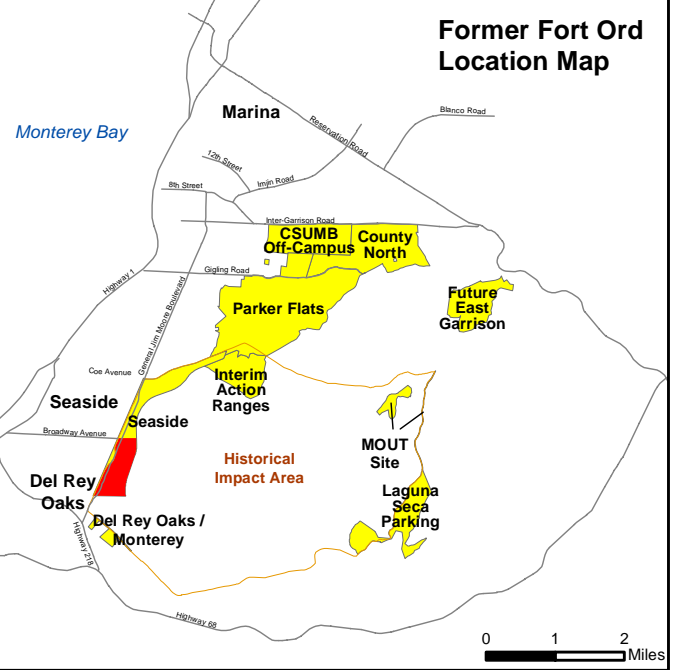 Former Fort Ord
Location Map
Monterey Bay
Marina
Blanco Road
Reservation Road
12th Street
Imjin Road
8th Street
Inter-Garrison Road
CSUMB
Off-Campus
County
North
Gigling Road
Highway 1
General Jim Moore Boulevard
Parker Flats
Future
East
Garrison
Coe Avenue
Interim
Action
Ranges
Seaside
Seaside
Broadway Avenue
MOUT
Site
Historical
Impact Area
Del Rey
Oaks
Laguna
Seca
Parking
Del Rey Oaks /
Monterey
Highway 218
Highway 68
0 1 2
Miles